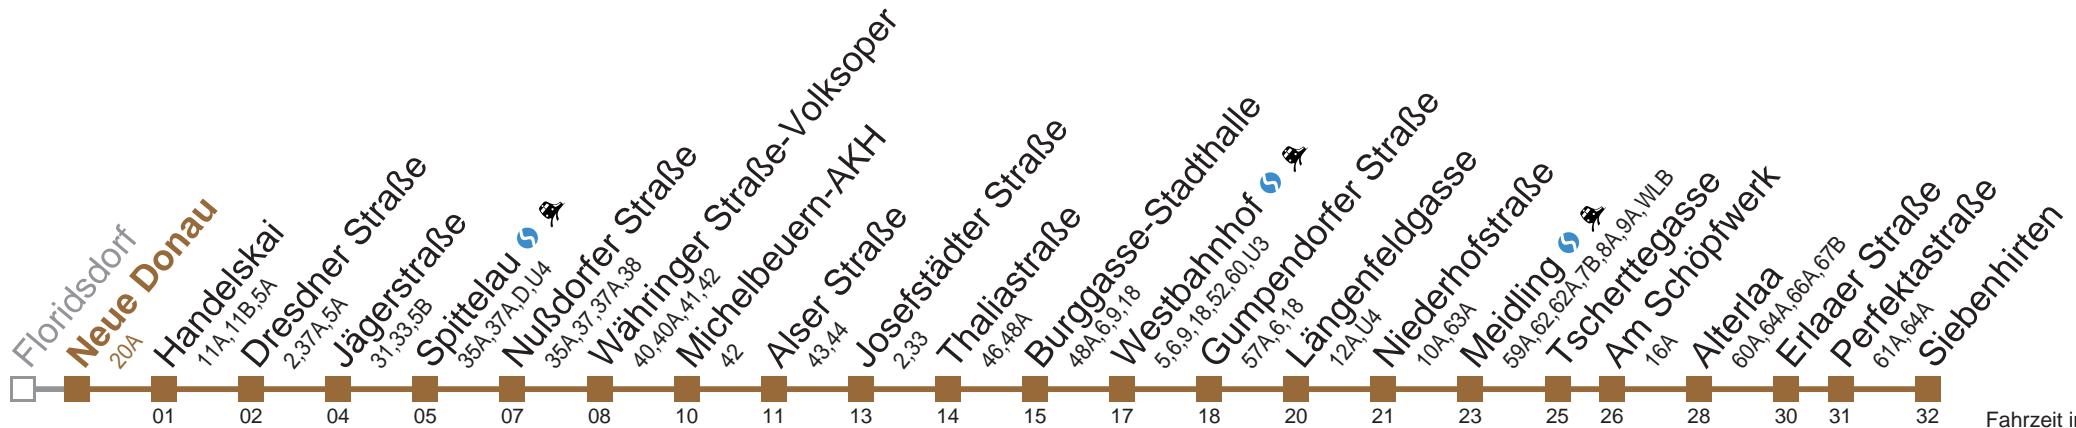 Floridsdorf
Neue Donau
20A
Handelskai
11A,11B,5A
Dresdner Straße
2,37A,5A
Jägerstraße
31,33,5B
Spittelau
35A,37A,D,U4
Nußdorfer Straße
35A,37,37A,38
Währinger Straße-Volksoper
40,40A,41,42
Michelbeuern-AKH
42
Alser Straße
43,44
Josefstädter Straße
2,33
Thaliastraße
46,48A
Burggasse-Stadthalle
48A,6,9,18
Westbahnhof
5,6,9,18,52,60,U3
Gumpendorfer Straße
57A,6,18
Längenfeldgasse
12A,U4
Niederhofstraße
10A,63A
Meidling
59A,62,62A,7B,8A,9A,WLB
Tscherttegasse
Am Schöpfwerk
16A
Alterlaa
60A,64A,66A,67B
Erlaaer Straße
Perfektastraße
61A,64A
Siebenhirten
01 02 04 05 07 08 10 11 13 14 15 17 18 20 21 23 25 26 28 30 31 32
Fahrzeit i